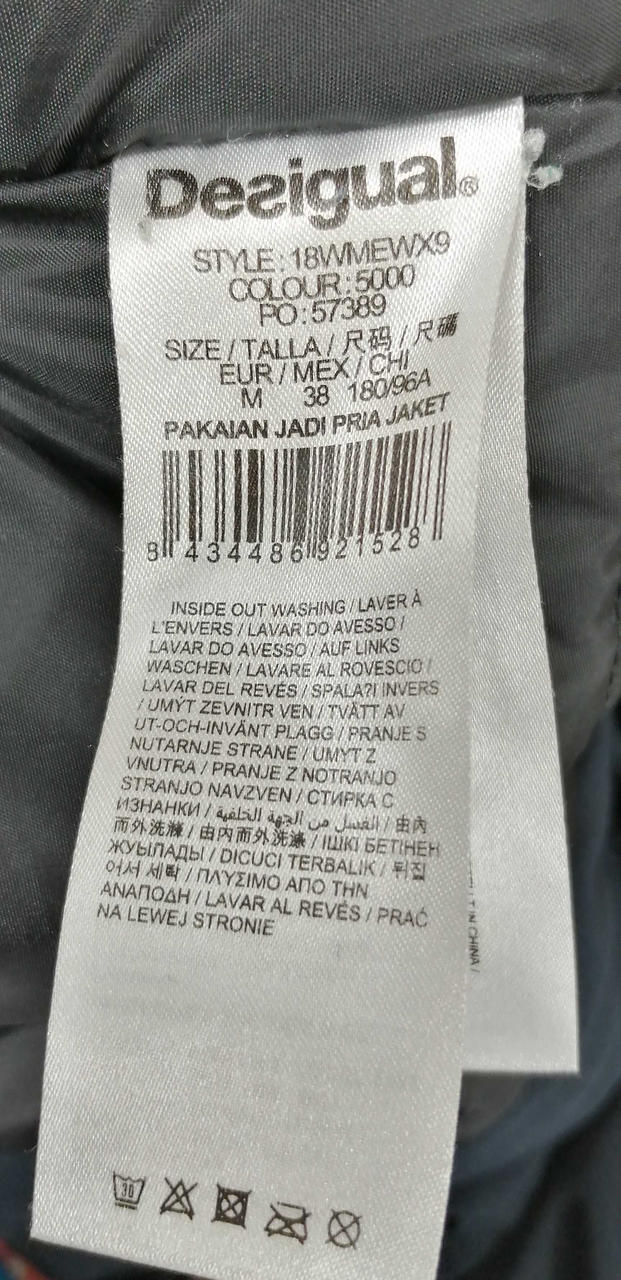 Desigual®
STYLE:18WMEWX9
COLOUR:5000
PO:57389
SIZE / TALLA / 尺码 / 尺碼
EUR / MEX / CHI
M 38 180/96A
PAKAIAN JADI PRIA JAKET
8 434486 921528
INSIDE OUT WASHING / LAVER À
L'ENVERS / LAVAR DO AVESSO /
LAVAR DO AVESSO / AUF LINKS
WASCHEN / LAVARE AL ROVESCIO /
LAVAR DEL REVÉS / SPALA?I INVERS
/ UMÝT ZEVNITR VEN / TVÄTT AV
UT-OCH-INVÄNT PLAGG / PRANJE S
NUTARNJE STRANE / UMYT Z
VNUTRA / PRANJE Z NOTRANJO
STRANJO NAVZVEN / СТИРКА С
ИЗНАНКИ / الغسل من الجهة الخلفية / 由內
而外洗滌 / 由内而外洗涤 / ІШКІ БЕТІНЕН
ЖУЫЛАДЫ / DICUCI TERBALIK / 뒤집
어서 세탁 / ΠΛΥΣΙΜΟ ΑΠΟ ΤΗΝ
ΑΝΑΠΟΔΗ / LAVAR AL REVÉS / PRAĆ
NA LEWEJ STRONIE
IN CHINA /
30